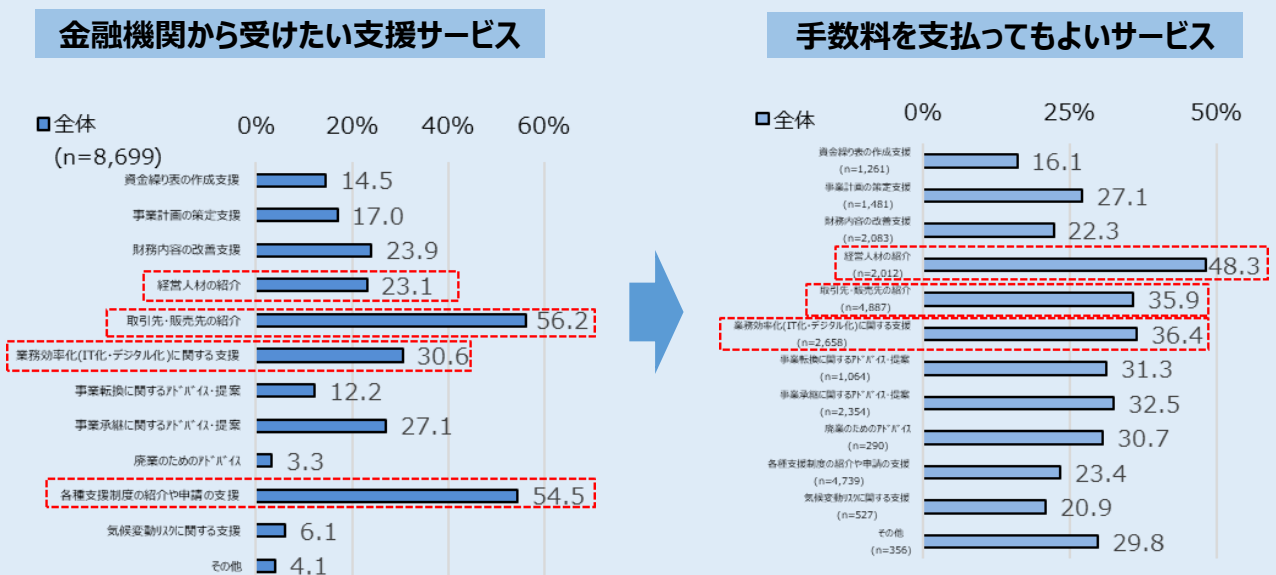 金融機関から受けたい支援サービス
全体
(n=8,699)
0% 20% 40% 60%
資金繰り表の作成支援 14.5
事業計画の策定支援 17.0
財務内容の改善支援 23.9
経営人材の紹介 23.1
取引先・販売先の紹介 56.2
業務効率化(IT化・デジタル化)に関する支援 30.6
事業転換に関するアドバイス・提案 12.2
事業承継に関するアドバイス・提案 27.1
廃業のためのアドバイス 3.3
各種支援制度の紹介や申請の支援 54.5
気候変動リスクに関する支援 6.1
その他 4.1
手数料を支払ってもよいサービス
全体
0% 25% 50%
資金繰り表の作成支援
(n=1,261) 16.1
事業計画の策定支援
(n=1,481) 27.1
財務内容の改善支援
(n=2,083) 22.3
経営人材の紹介
(n=2,012) 48.3
取引先・販売先の紹介
(n=4,887) 35.9
業務効率化(IT化・デジタル化)に関する支援
(n=2,658) 36.4
事業転換に関するアドバイス・提案
(n=1,064) 31.3
事業承継に関するアドバイス・提案
(n=2,354) 32.5
廃業のためのアドバイス
(n=290) 30.7
各種支援制度の紹介や申請の支援
(n=4,739) 23.4
気候変動リスクに関する支援
(n=527) 20.9
その他
(n=356) 29.8